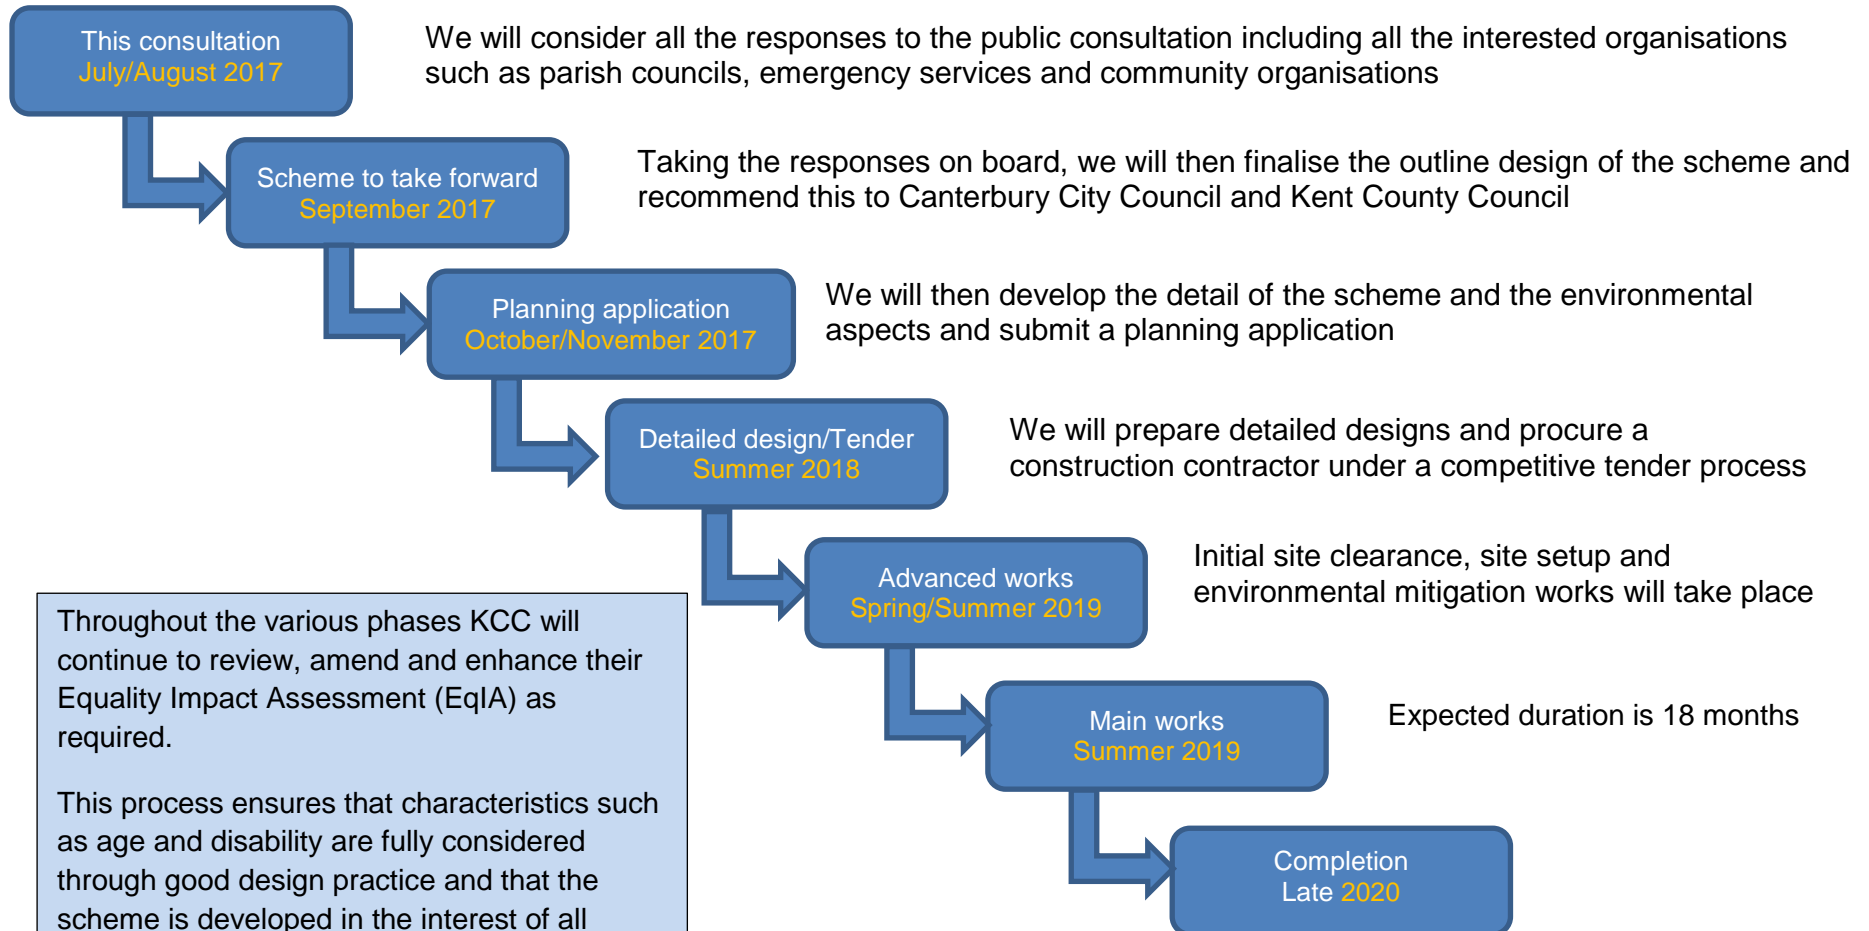 This consultation
July/August 2017
We will consider all the responses to the public consultation including all the interested organisations
such as parish councils, emergency services and community organisations
Scheme to take forward
September 2017
Taking the responses on board, we will then finalise the outline design of the scheme and
recommend this to Canterbury City Council and Kent County Council
Planning application
October/November 2017
We will then develop the detail of the scheme and the environmental
aspects and submit a planning application
Detailed design/Tender
Summer 2018
We will prepare detailed designs and procure a
construction contractor under a competitive tender process
Advanced works
Spring/Summer 2019
Initial site clearance, site setup and
environmental mitigation works will take place
Main works
Summer 2019
Expected duration is 18 months
Completion
Late 2020
Throughout the various phases KCC will
continue to review, amend and enhance their
Equality Impact Assessment (EqIA) as
required.
This process ensures that characteristics such
as age and disability are fully considered
through good design practice and that the
scheme is developed in the interest of all